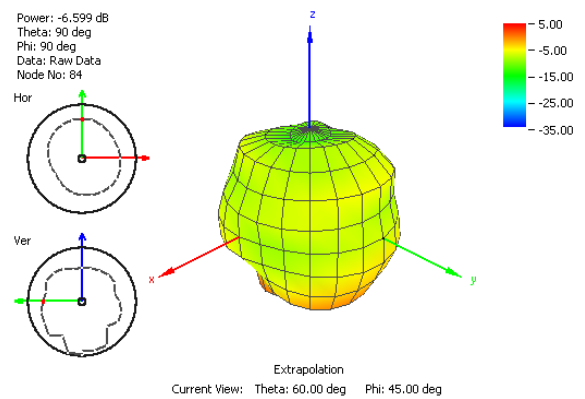 Power: -6.599 dB
Theta: 90 deg
Phi: 90 deg
Data: Raw Data
Node No: 84
Hor
Ver
z
x
y
5.00
-5.00
-15.00
-25.00
-35.00
Extrapolation
Current View: Theta: 60.00 deg Phi: 45.00 deg